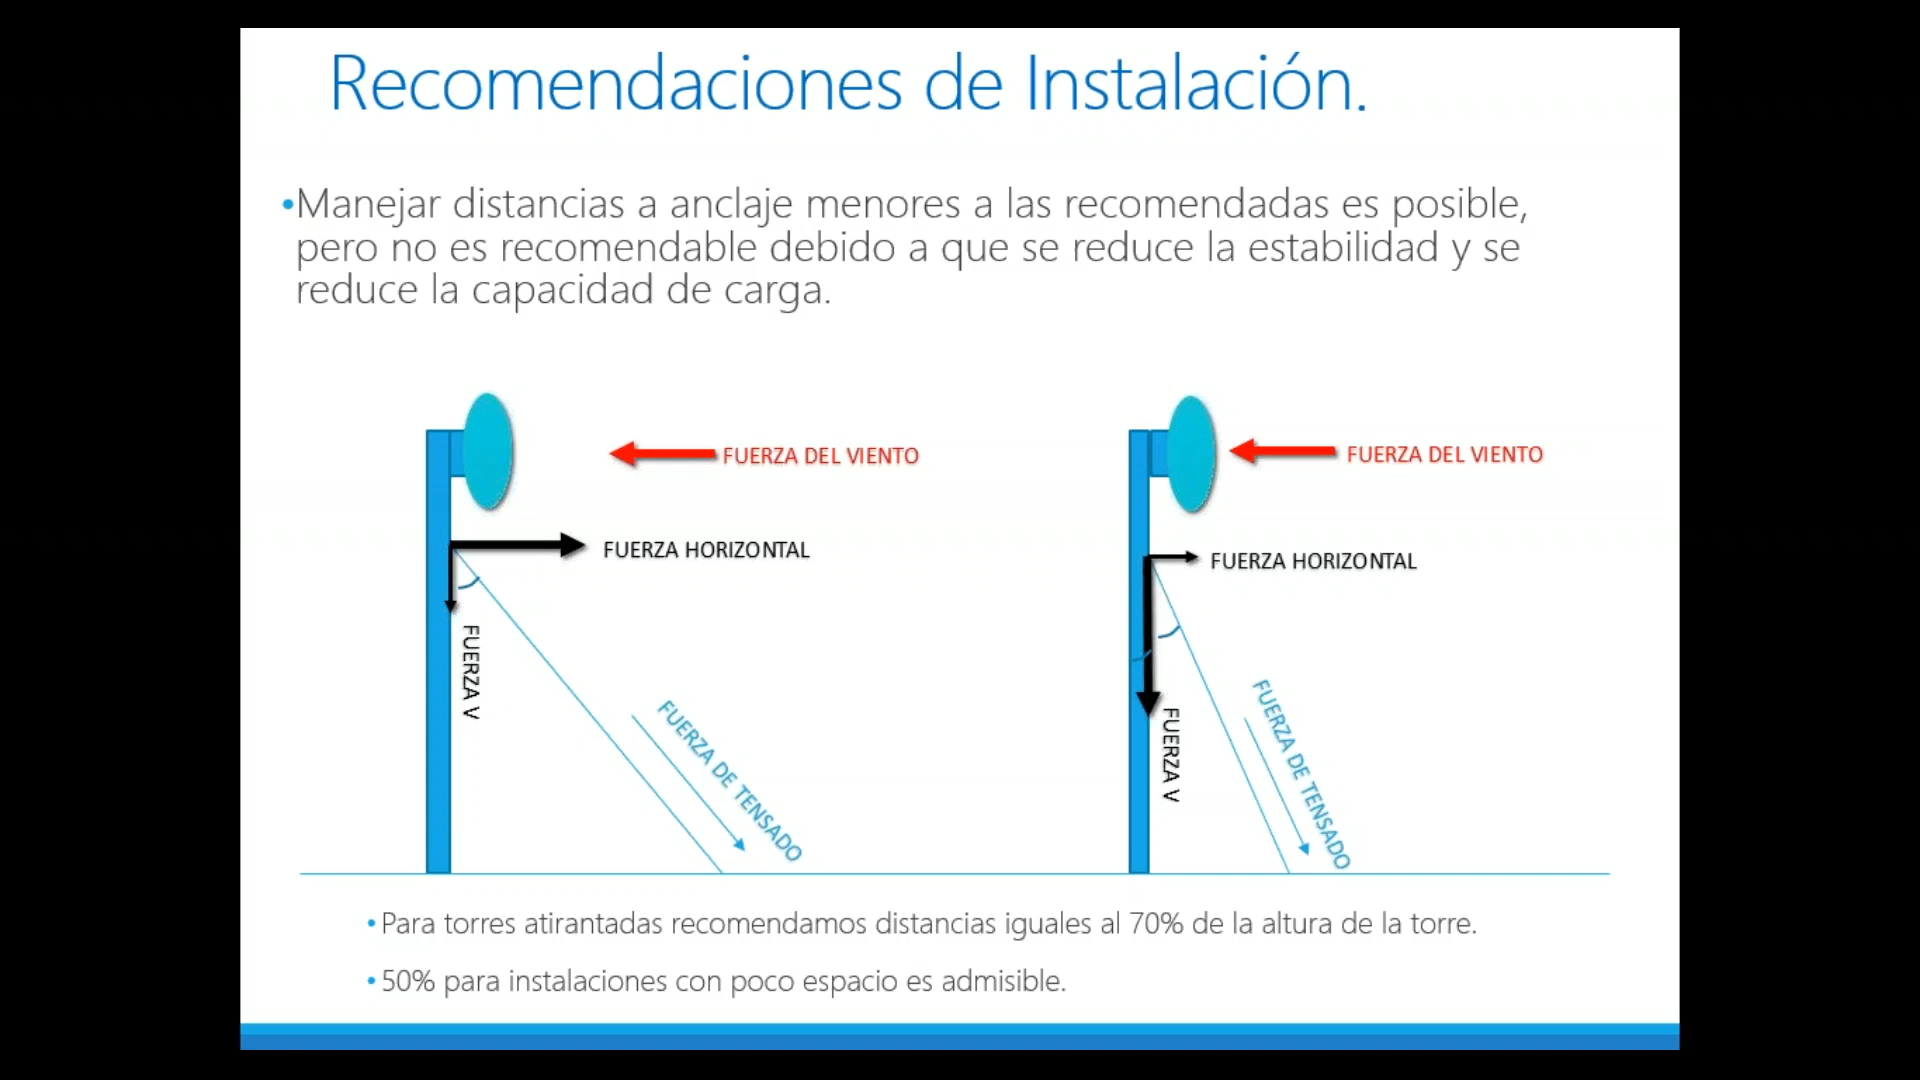 Recomendaciones de Instalación.
•Manejar distancias a anclaje menores a las recomendadas es posible,
pero no es recomendable debido a que se reduce la estabilidad y se
reduce la capacidad de carga.
FUERZA DEL VIENTO
FUERZA HORIZONTAL
FUERZA V
FUERZA DE TENSADO
FUERZA DEL VIENTO
FUERZA HORIZONTAL
FUERZA V
FUERZA DE TENSADO
•Para torres atirantadas recomendamos distancias iguales al 70% de la altura de la torre.
•50% para instalaciones con poco espacio es admisible.